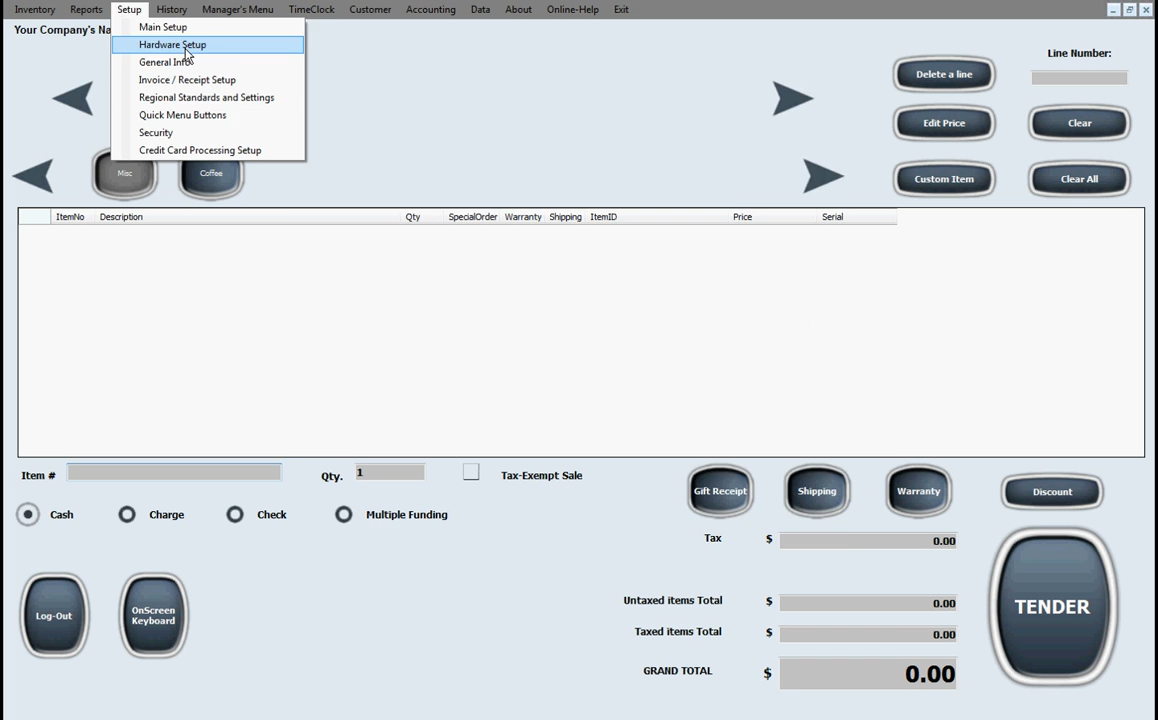 Inventory Reports Setup History Manager's Menu TimeClock Customer Accounting Data About Online-Help Exit
Your Company's Na
Main Setup
Hardware Setup
General Info
Invoice / Receipt Setup
Regional Standards and Settings
Quick Menu Buttons
Security
Credit Card Processing Setup
Line Number:
Delete a line
Edit Price Clear
Misc Coffee Custom Item Clear All
ItemNo Description Qty SpecialOrder Warranty Shipping ItemID Price Serial
Item # Qty. 1 Tax-Exempt Sale
Gift Receipt Shipping Warranty Discount
Cash Charge Check Multiple Funding
Tax $ 0.00
Log-Out
OnScreen
Keyboard
Untaxed items Total $ 0.00
Taxed items Total $ 0.00
GRAND TOTAL $ 0.00
TENDER